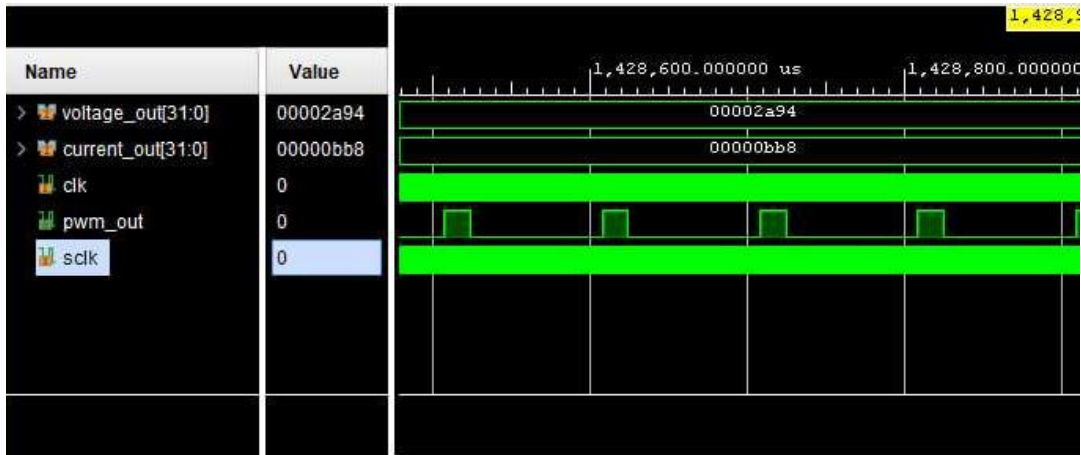 1,428,9
Name Value 1,428,600.000000 us 1,428,800.000000
voltage_out[31:0] 00002a94 00002a94
current_out[31:0] 00000bb8 00000bb8
clk 0
pwm_out 0
sclk 0